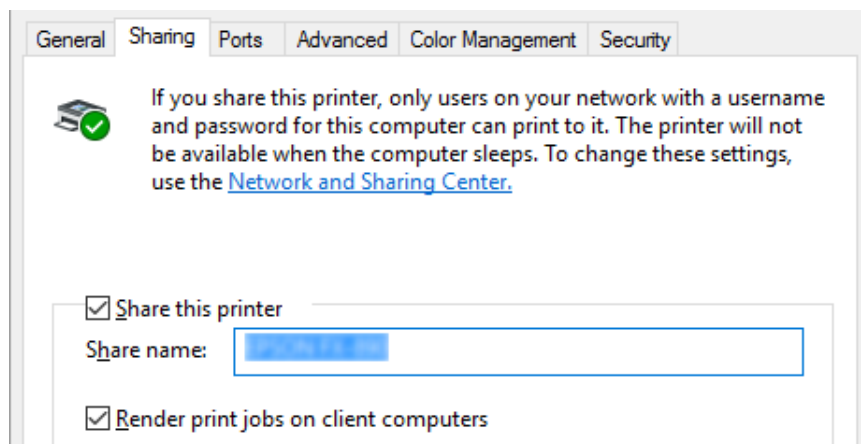 General Sharing Ports Advanced Color Management Security
If you share this printer, only users on your network with a username
and password for this computer can print to it. The printer will not
be available when the computer sleeps. To change these settings,
use the Network and Sharing Center.
Share this printer
Share name:
Render print jobs on client computers